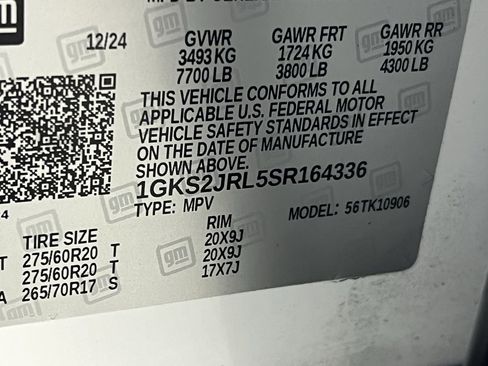 gm
12/24 GVWR GAWR FRT GAWR RR
3493 KG 1724 KG 1950 KG
7700 LB 3800 LB 4300 LB
THIS VEHICLE CONFORMS TO ALL
APPLICABLE U.S. FEDERAL MOTOR
VEHICLE SAFETY STANDARDS IN EFFECT
ON THE DATE OF MANUFACTURE
SHOWN ABOVE.
1GKS2JRL5SR164336
TYPE: MPV MODEL: 56TK10906
TIRE SIZE RIM
275/60R20 T 20X9J
275/60R20 T 20X9J
265/70R17 S 17X7J